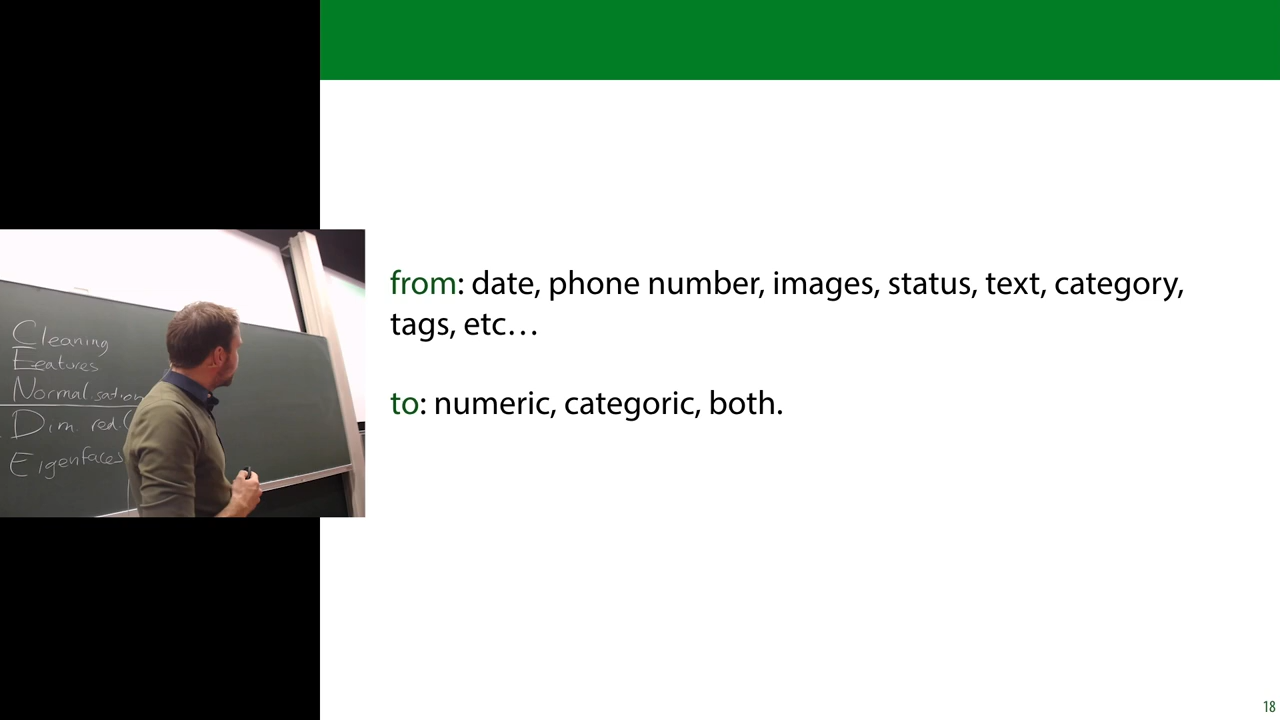 Cleaning
Features
Normalisation
Dim. red.
Eigenfaces
from: date, phone number, images, status, text, category,
tags, etc…
to: numeric, categoric, both.
18